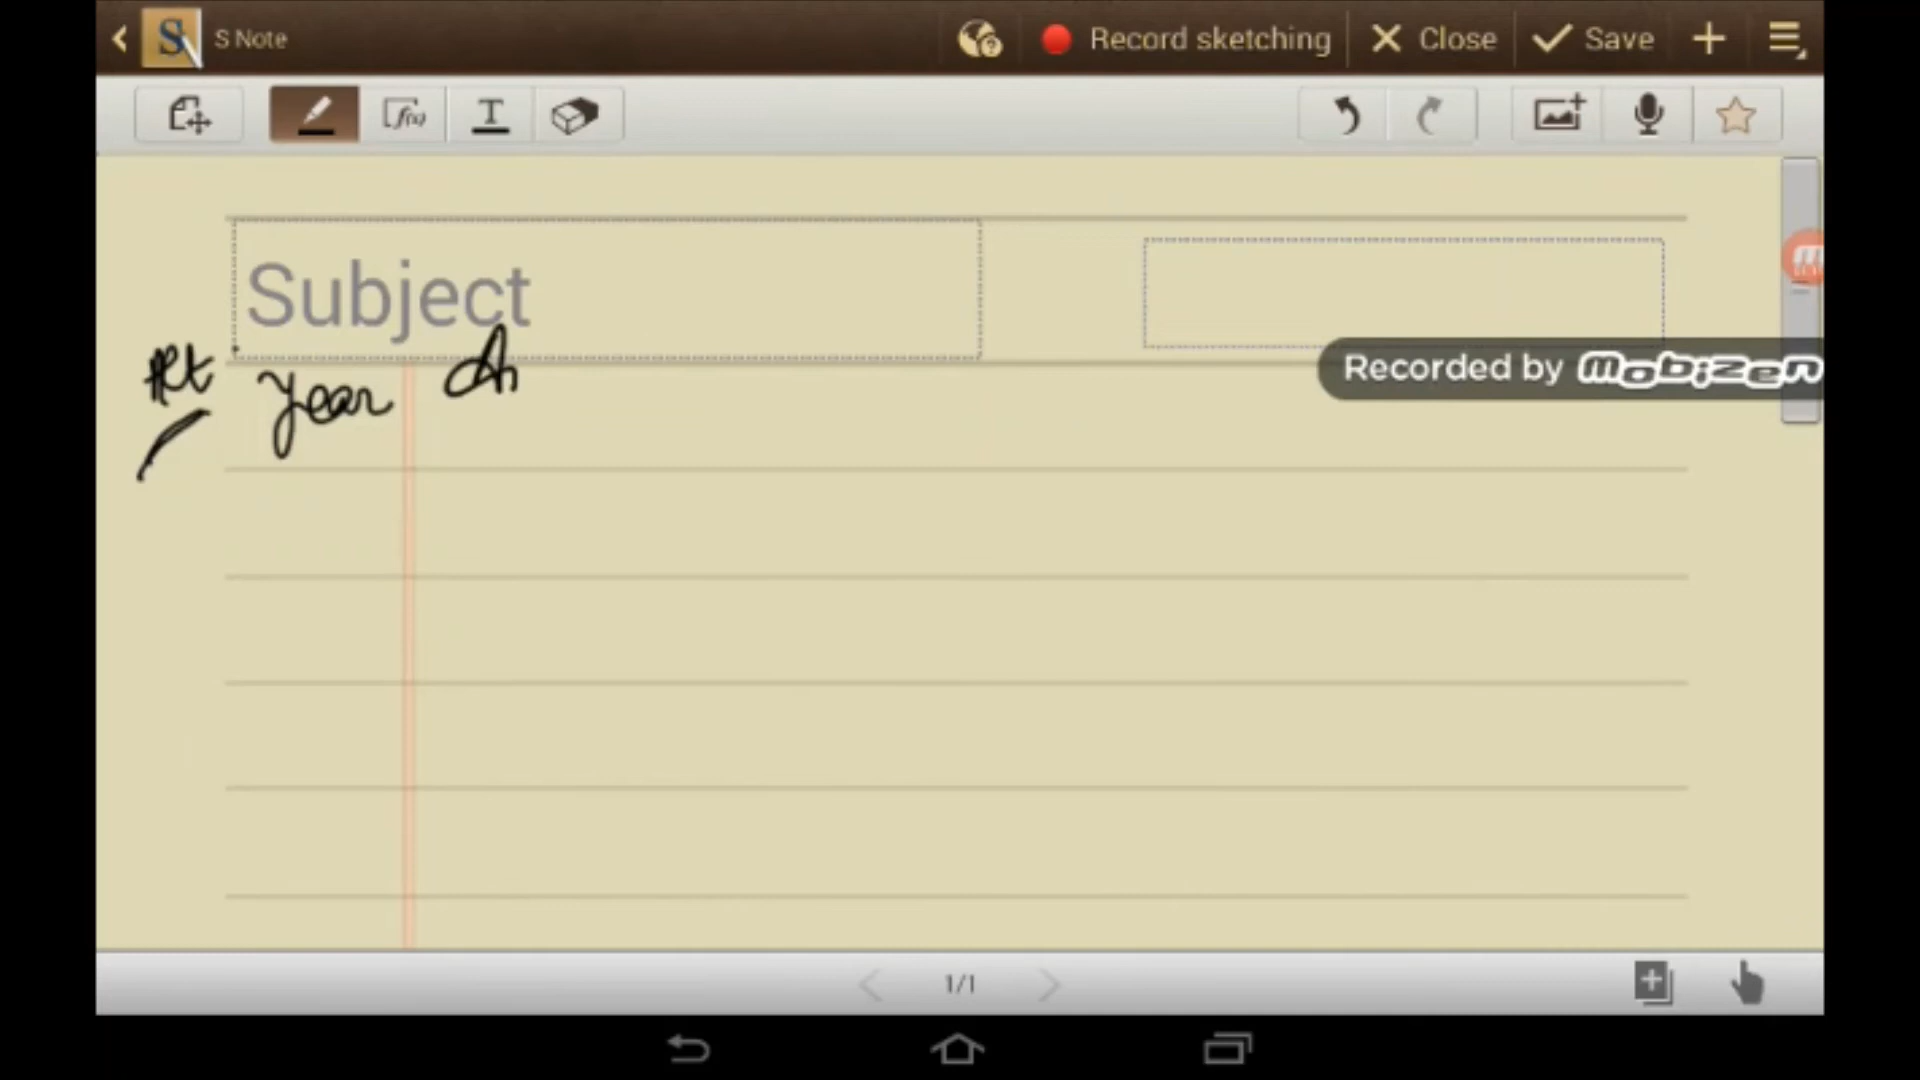 S Note Record sketching Close Save
f(x) T
Subject
year
Recorded by mobizen
1/1